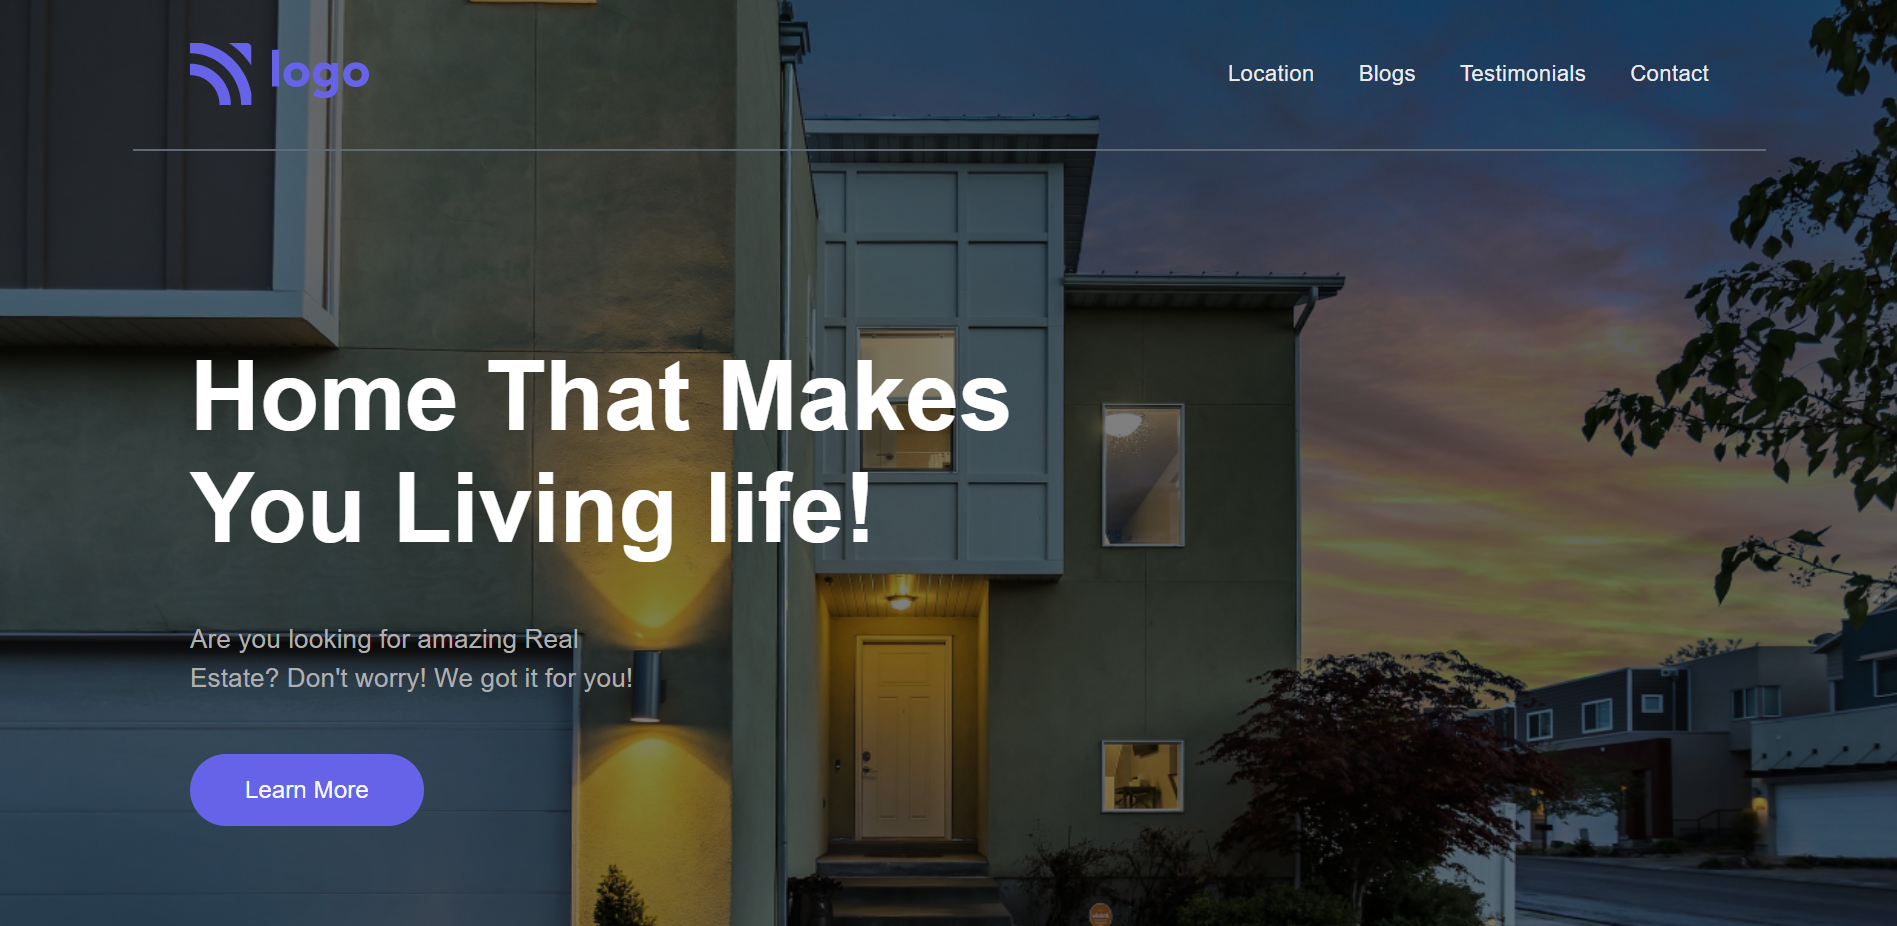 logo
Location Blogs Testimonials Contact
Home That Makes
You Living life!
Are you looking for amazing Real
Estate? Don't worry! We got it for you!
Learn More